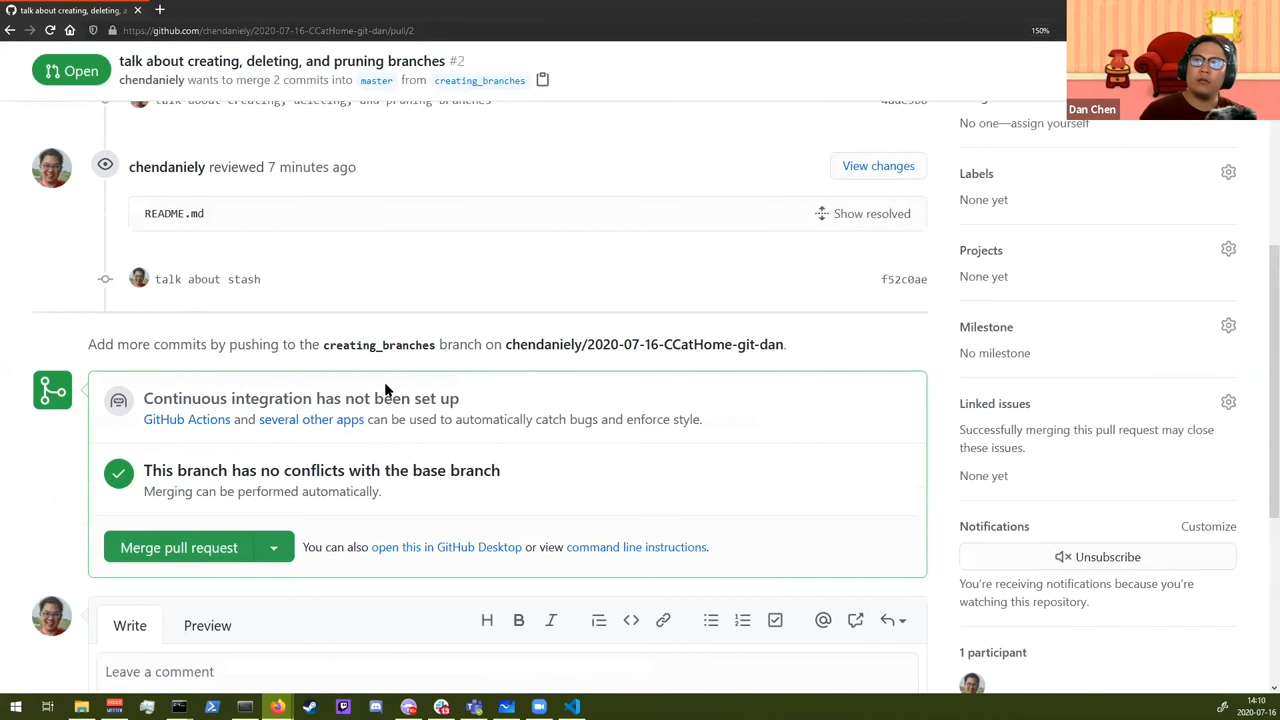 talk about creating, deleting, a
https://github.com/chendaniely/2020-07-16-CCatHome-git-dan/pull/2
150%
Open
talk about creating, deleting, and pruning branches #2
chendaniely wants to merge 2 commits into master from creating_branches
Dan Chen
talk about creating, deleting, and pruning branches
No one—assign yourself
chendaniely reviewed 7 minutes ago
View changes
Labels
None yet
README.md
Show resolved
Projects
None yet
talk about stash
f52c0ae
Milestone
No milestone
Add more commits by pushing to the creating_branches branch on chendaniely/2020-07-16-CCatHome-git-dan.
Continuous integration has not been set up
GitHub Actions and several other apps can be used to automatically catch bugs and enforce style.
Linked issues
Successfully merging this pull request may close
these issues.
None yet
This branch has no conflicts with the base branch
Merging can be performed automatically.
Merge pull request
You can also open this in GitHub Desktop or view command line instructions.
Notifications
Customize
Unsubscribe
You're receiving notifications because you're
watching this repository.
Write
Preview
Leave a comment
1 participant
14:10
2020-07-16